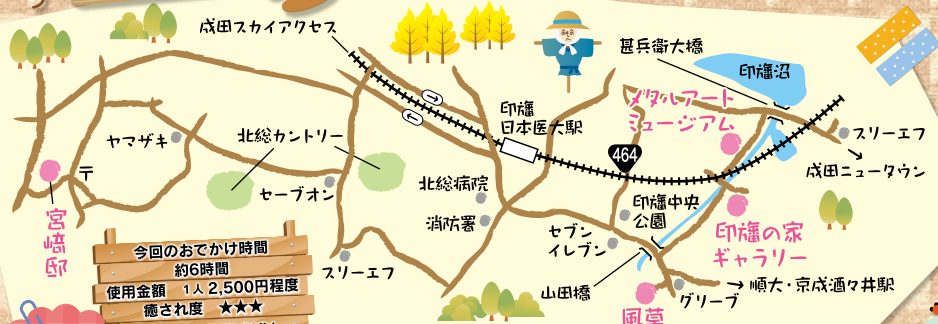 成田スカイアクセス
甚兵衛大橋
印旛沼
メタルアート
ミュージアム
印旛
日本医大駅
464
スリーエフ
成田ニュータウン
ヤマザキ
北総カントリー
〒
セーブオン
北総病院
消防署
印旛中央
公園
セブン
イレブン
印旛の家
ギャラリー
宮﨑邸
スリーエフ
山田橋
順大・京成酒々井駅
グリーブ
風草
今回のおでかけ時間
約6時間
使用金額 1人2,500円程度
癒され度 ★★★